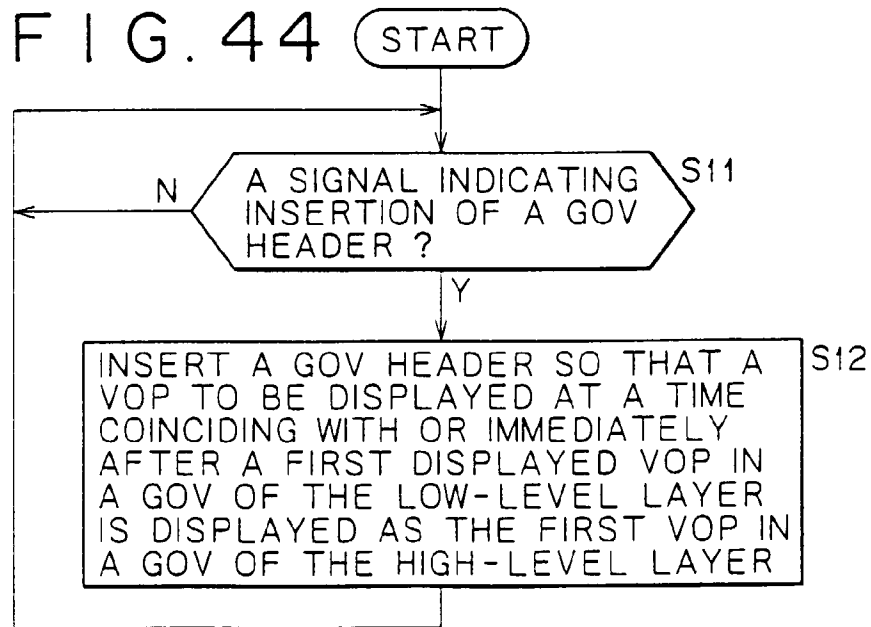 FIG.44
START
A SIGNAL INDICATING
INSERTION OF A GOV
HEADER ?
S11
N
Y
INSERT A GOV HEADER SO THAT A
VOP TO BE DISPLAYED AT A TIME
COINCIDING WITH OR IMMEDIATELY
AFTER A FIRST DISPLAYED VOP IN
A GOV OF THE LOW-LEVEL LAYER
IS DISPLAYED AS THE FIRST VOP IN
A GOV OF THE HIGH-LEVEL LAYER
S12